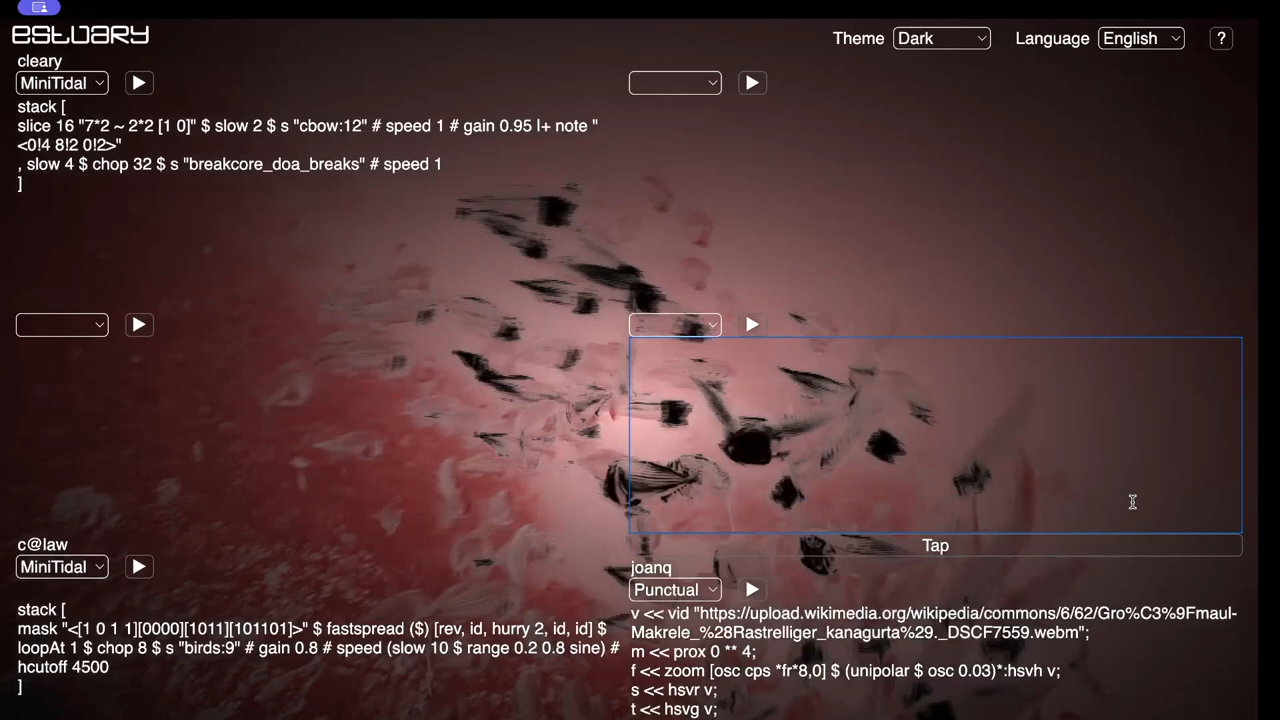 ESTUARY
Theme Dark Language English ?
cleary
MiniTidal
stack [
slice 16 "7*2 ~ 2*2 [1 0]" $ slow 2 $ s "cbow:12" # speed 1 # gain 0.95 |+ note "
<0!4 8!2 0!2>"
, slow 4 $ chop 32 $ s "breakcore_doa_breaks" # speed 1
]
c@law
MiniTidal
stack [
mask "<[1 0 1 1][0000][1011][101101]>" $ fastspread ($) [rev, id, hurry 2, id, id] $
loopAt 1 $ chop 8 $ s "birds:9" # gain 0.8 # speed (slow 10 $ range 0.2 0.8 sine) #
hcutoff 4500
]
Tap
joanq
Punctual
v << vid "https://upload.wikimedia.org/wikipedia/commons/6/62/Gro%C3%9Fmaul-
Makrele_%28Rastrelliger_kanagurta%29._DSCF7559.webm";
m << prox 0 ** 4;
f << zoom [osc cps *fr*8,0] $ (unipolar $ osc 0.03)*:hsvh v;
s << hsvr v;
t << hsvg v;